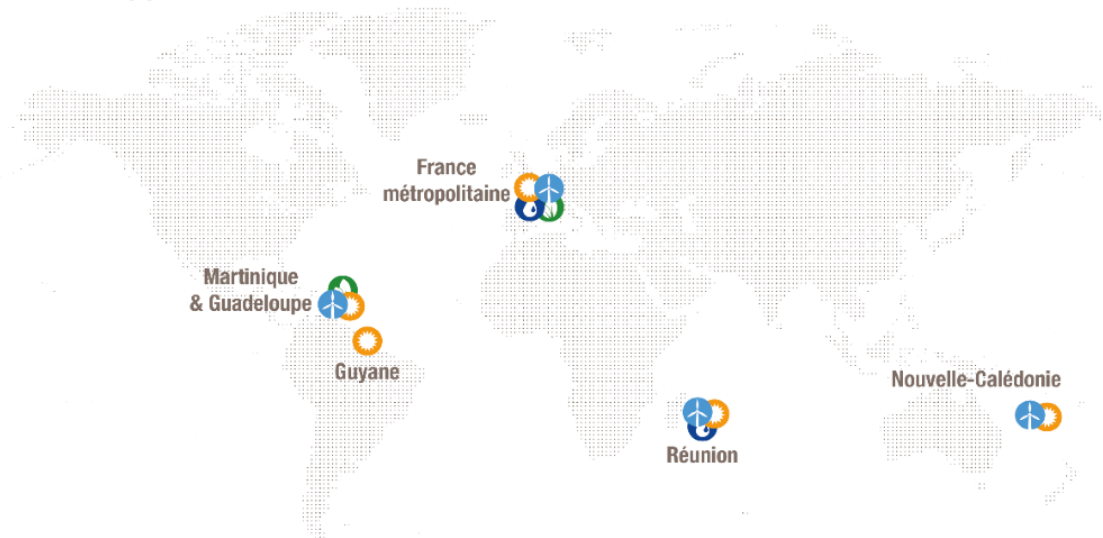 France
métropolitaine
Martinique
& Guadeloupe
Guyane
Nouvelle-Calédonie
Réunion